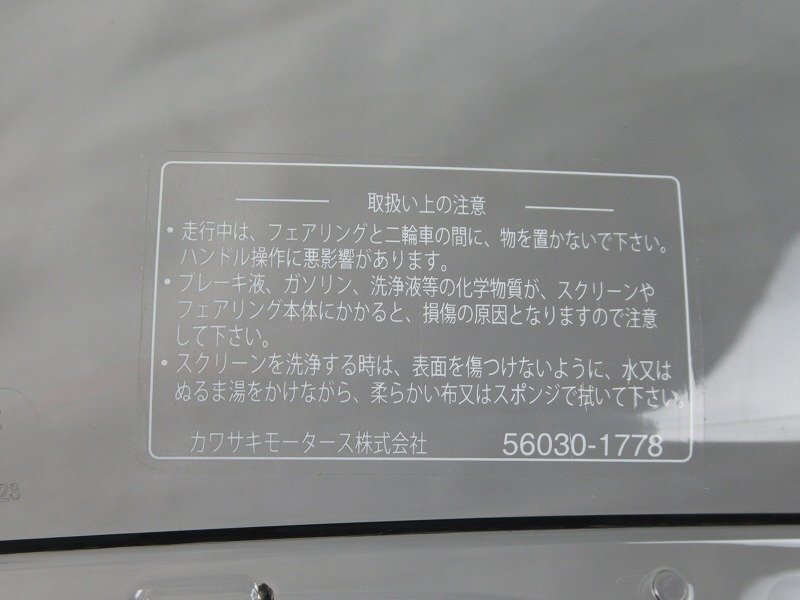 取扱い上の注意
・走行中は、フェアリングと二輪車の間に、物を置かないで下さい。
ハンドル操作に悪影響があります。
・ブレーキ液、ガソリン、洗浄液等の化学物質が、スクリーンや
フェアリング本体にかかると、損傷の原因となりますので注意
して下さい。
・スクリーンを洗浄する時は、表面を傷つけないように、水又は
ぬるま湯をかけながら、柔らかい布又はスポンジで拭いて下さい。
カワサキモータース株式会社 56030-1778
23